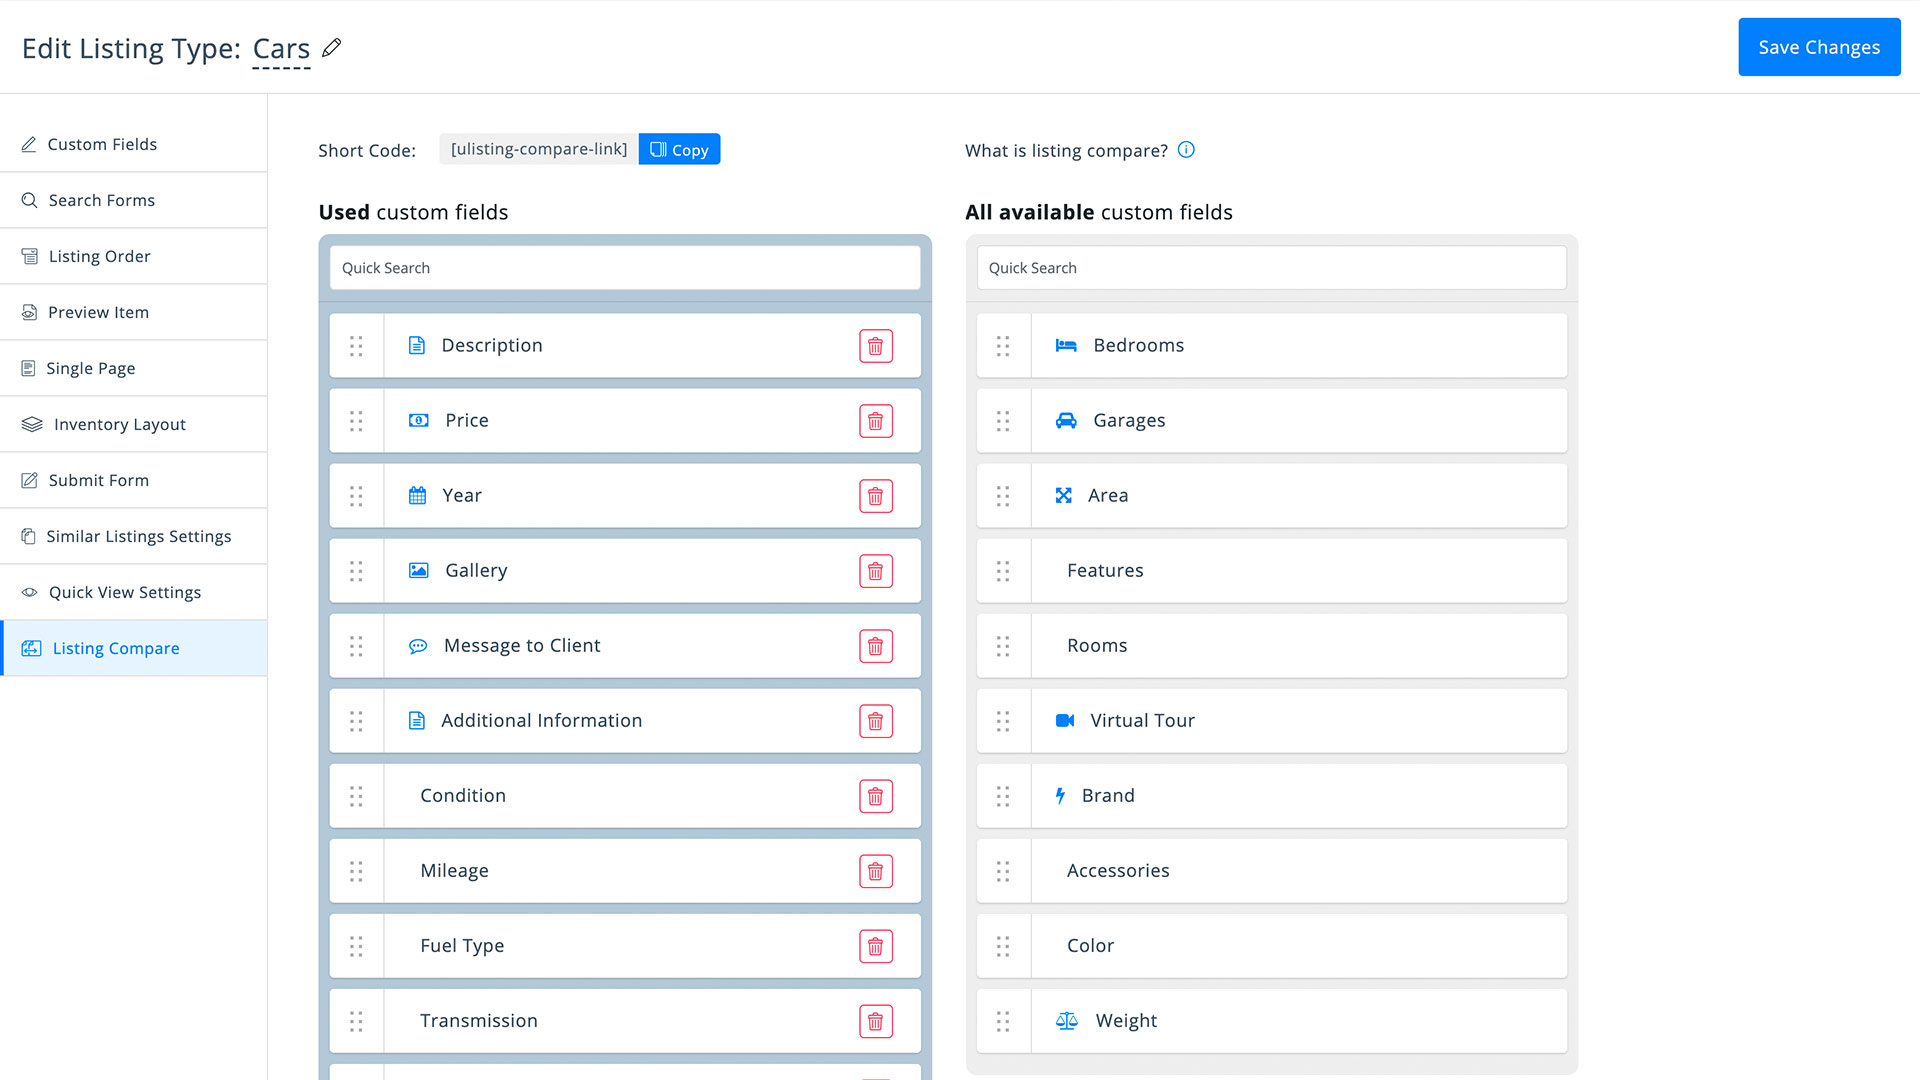 Edit Listing Type: Cars
Save Changes
Custom Fields
Search Forms
Listing Order
Preview Item
Single Page
Inventory Layout
Submit Form
Similar Listings Settings
Quick View Settings
Listing Compare
Short Code: [ulisting-compare-link] Copy
Used custom fields
Quick Search
Description
Price
Year
Gallery
Message to Client
Additional Information
Condition
Mileage
Fuel Type
Transmission
What is listing compare?
All available custom fields
Quick Search
Bedrooms
Garages
Area
Features
Rooms
Virtual Tour
Brand
Accessories
Color
Weight